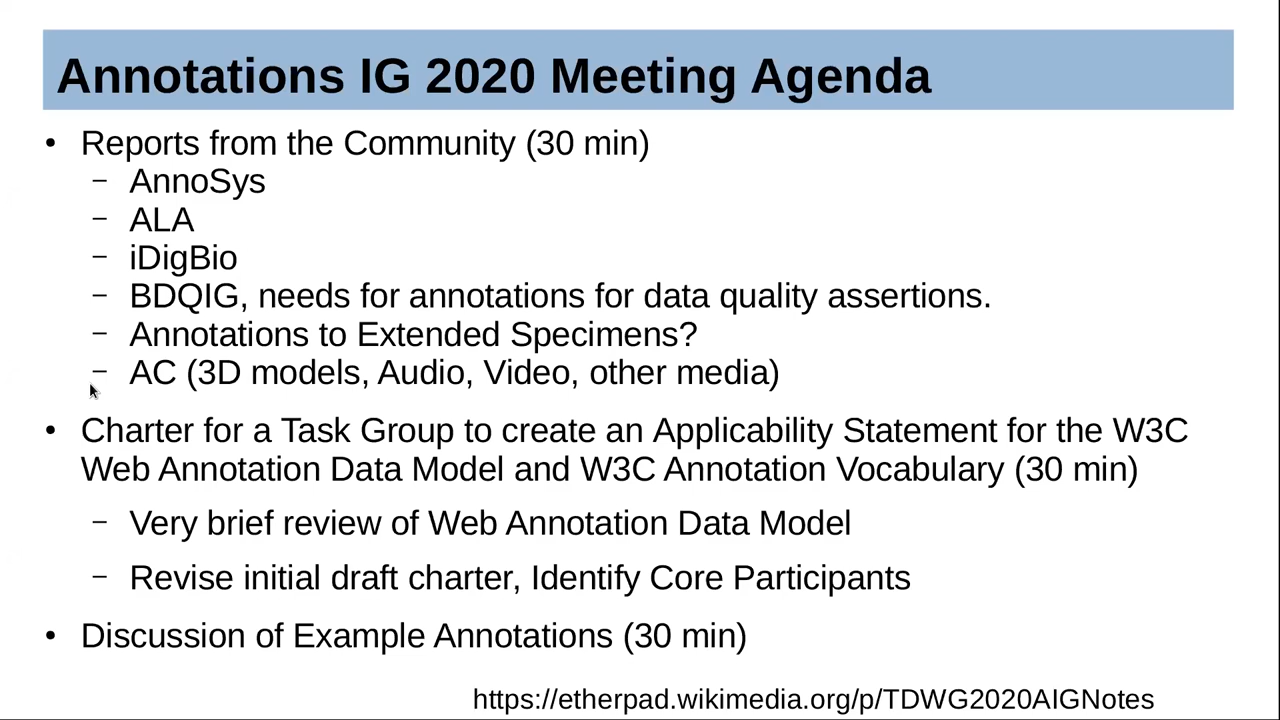 Annotations IG 2020 Meeting Agenda
• Reports from the Community (30 min)
– AnnoSys
– ALA
– iDigBio
– BDQIG, needs for annotations for data quality assertions.
– Annotations to Extended Specimens?
– AC (3D models, Audio, Video, other media)
• Charter for a Task Group to create an Applicability Statement for the W3C
Web Annotation Data Model and W3C Annotation Vocabulary (30 min)
– Very brief review of Web Annotation Data Model
– Revise initial draft charter, Identify Core Participants
• Discussion of Example Annotations (30 min)
https://etherpad.wikimedia.org/p/TDWG2020AIGNotes